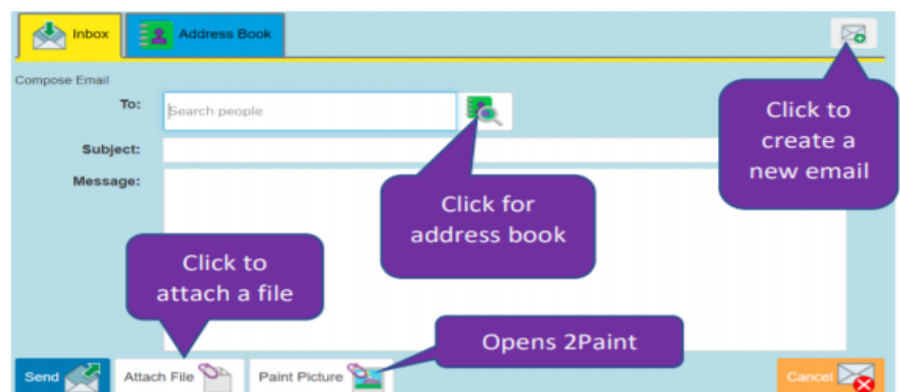 Inbox
Address Book
Compose Email
To:
Search people
Subject:
Message:
Click to
create a
new email
Click for
address book
Click to
attach a file
Opens 2Paint
Send
Attach File
Paint Picture
Cancel